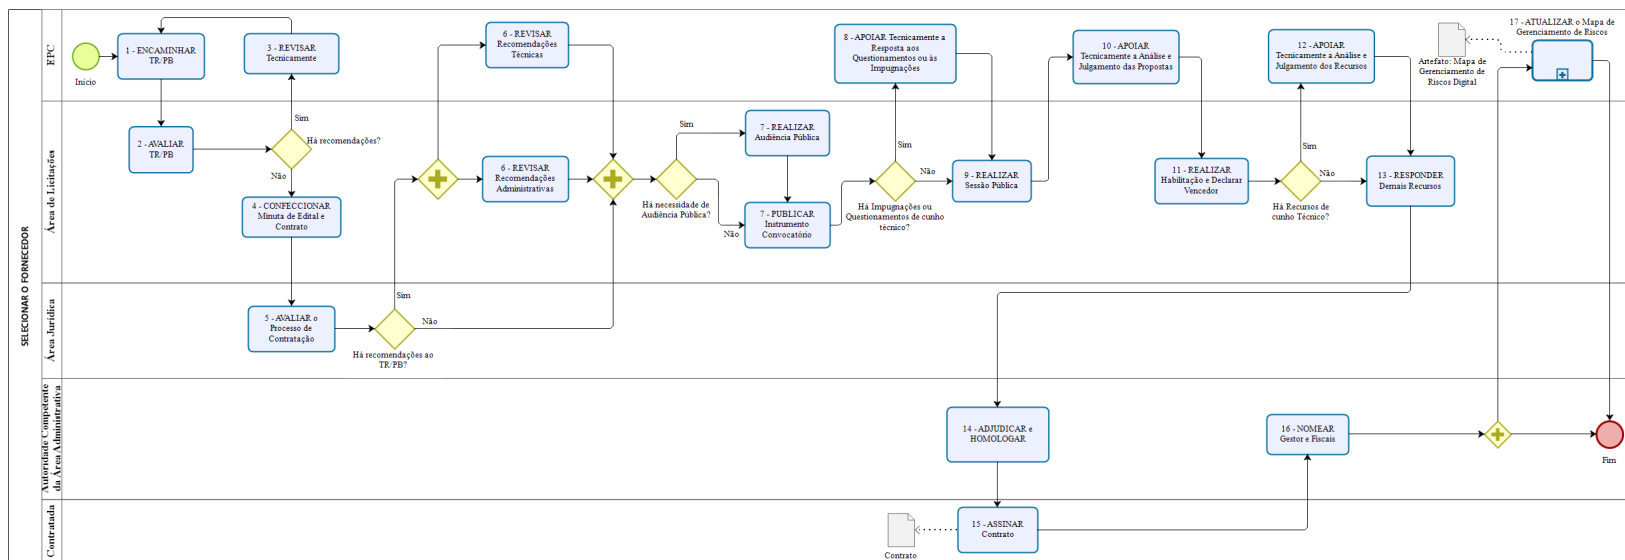 SELECIONAR O FORNECEDOR
EPC
Início
1 - ENCAMINHAR
TR/PB
3 - REVISAR
Tecnicamente
6 - REVISAR
Recomendações
Técnicas
8 - APOIAR Tecnicamente a
Resposta aos
Questionamentos ou às
Impugnações
10 - APOIAR
Tecnicamente a Análise e
Julgamento das Propostas
12 - APOIAR
Tecnicamente a Análise e
Julgamento dos Recursos
Artefato: Mapa de
Gerenciamento de
Riscos Digital
17 - ATUALIZAR o Mapa de
Gerenciamento de Riscos
Área de Licitações
2 - AVALIAR
TR/PB
Sim
Há recomendações?
Não
4 - CONFECCIONAR
Minuta de Edital e
Contrato
6 - REVISAR
Recomendações
Administrativas
Há necessidade de
Audiência Pública?
Sim
Não
7 - REALIZAR
Audiência Pública
7 - PUBLICAR
Instrumento
Convocatório
Sim
Não
Há Impugnações ou
Questionamentos de cunho
técnico?
9 - REALIZAR
Sessão Pública
11 - REALIZAR
Habilitação e Declarar
Vencedor
Sim
Não
Há Recursos de
cunho Técnico?
13 - RESPONDER
Demais Recursos
Área Jurídica
5 - AVALIAR o
Processo de
Contratação
Sim
Não
Há recomendações ao
TR/PB?
Autoridade Competente
da Área Administrativa
14 - ADJUDICAR e
HOMOLOGAR
16 - NOMEAR
Gestor e Fiscais
Fim
Contratada
Contrato
15 - ASSINAR
Contrato